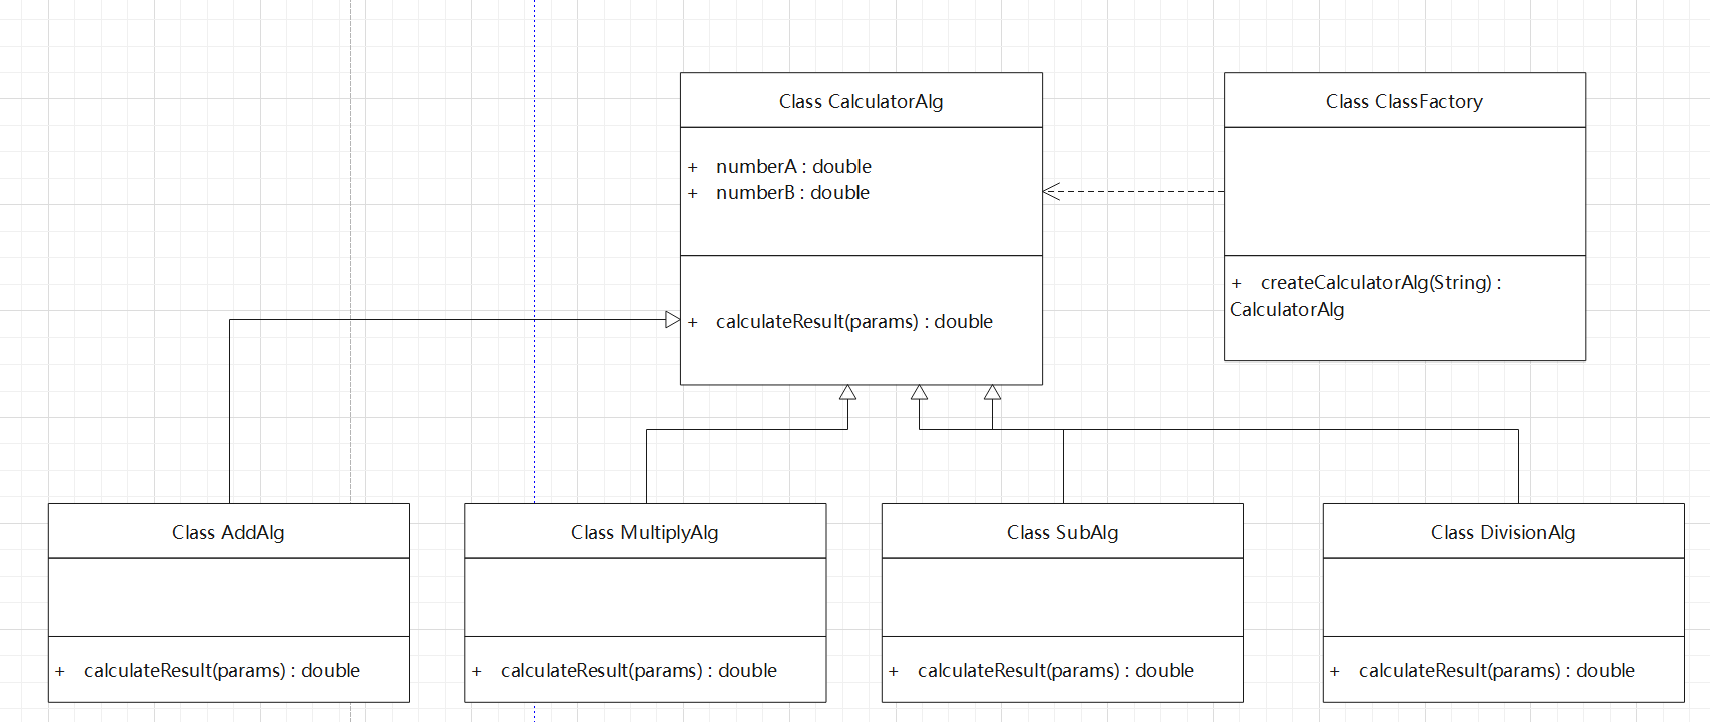 Class CalculatorAlg
+ numberA : double
+ numberB : double
+ calculateResult(params) : double
Class ClassFactory
+ createCalculatorAlg(String) :
CalculatorAlg
Class AddAlg
+ calculateResult(params) : double
Class MultiplyAlg
+ calculateResult(params) : double
Class SubAlg
+ calculateResult(params) : double
Class DivisionAlg
+ calculateResult(params) : double